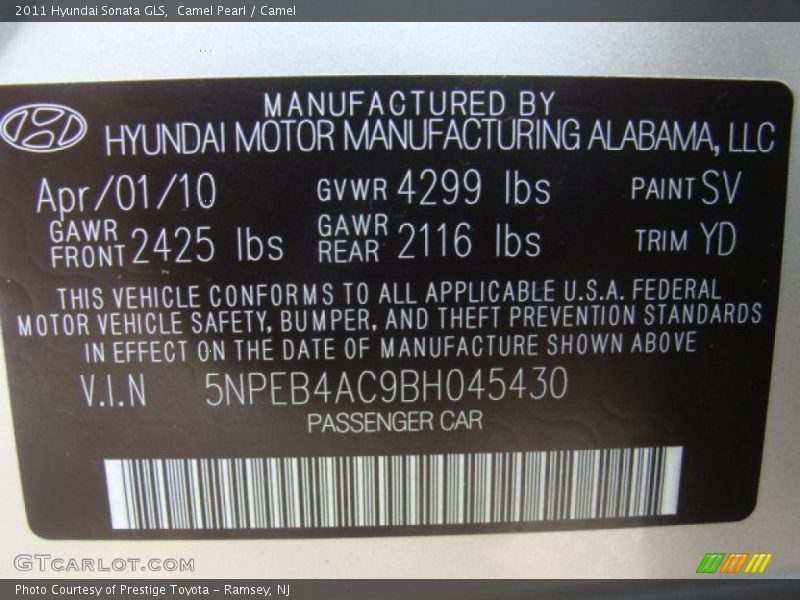 2011 Hyundai Sonata GLS, Camel Pearl / Camel
MANUFACTURED BY
HYUNDAI MOTOR MANUFACTURING ALABAMA, LLC
Apr/01/10 GVWR 4299 lbs PAINT SV
GAWR FRONT 2425 lbs GAWR REAR 2116 lbs TRIM YD
THIS VEHICLE CONFORMS TO ALL APPLICABLE U.S.A. FEDERAL
MOTOR VEHICLE SAFETY, BUMPER, AND THEFT PREVENTION STANDARDS
IN EFFECT ON THE DATE OF MANUFACTURE SHOWN ABOVE
V.I.N 5NPEB4AC9BH045430
PASSENGER CAR
GTCARLOT.COM
Photo Courtesy of Prestige Toyota - Ramsey, NJ